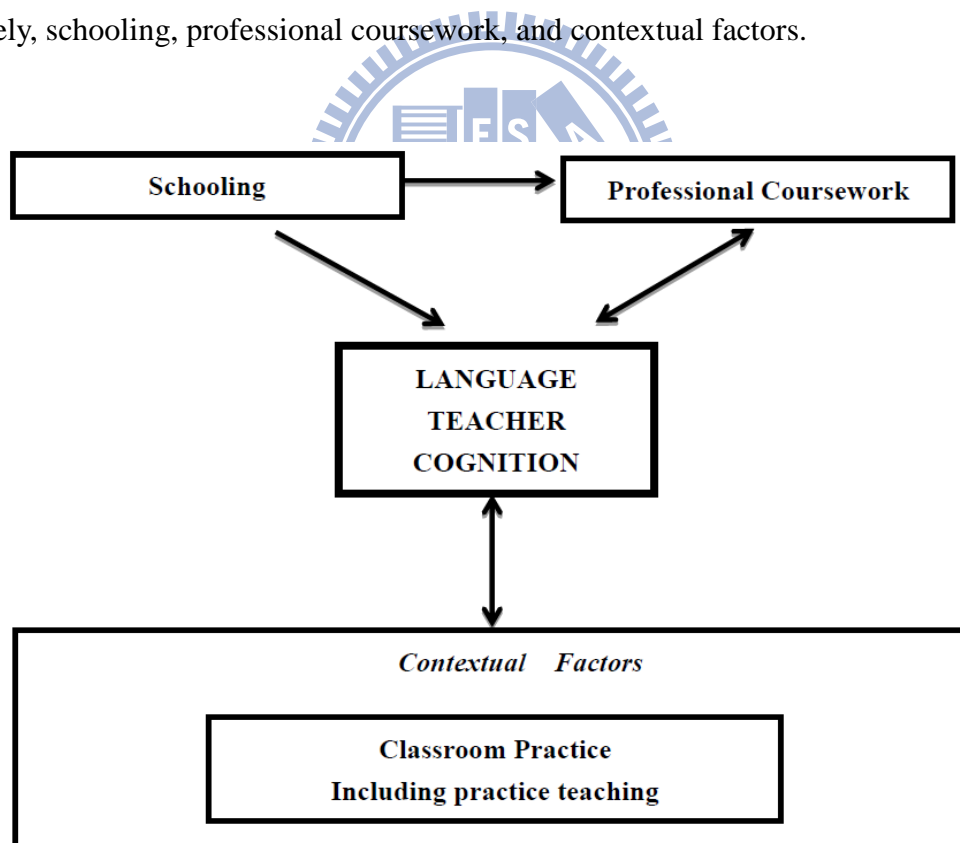 schooling, professional coursework, and contextual factors.
E S A
Schooling
Professional Coursework
LANGUAGE
TEACHER
COGNITION
Contextual Factors
Classroom Practice
Including practice teaching